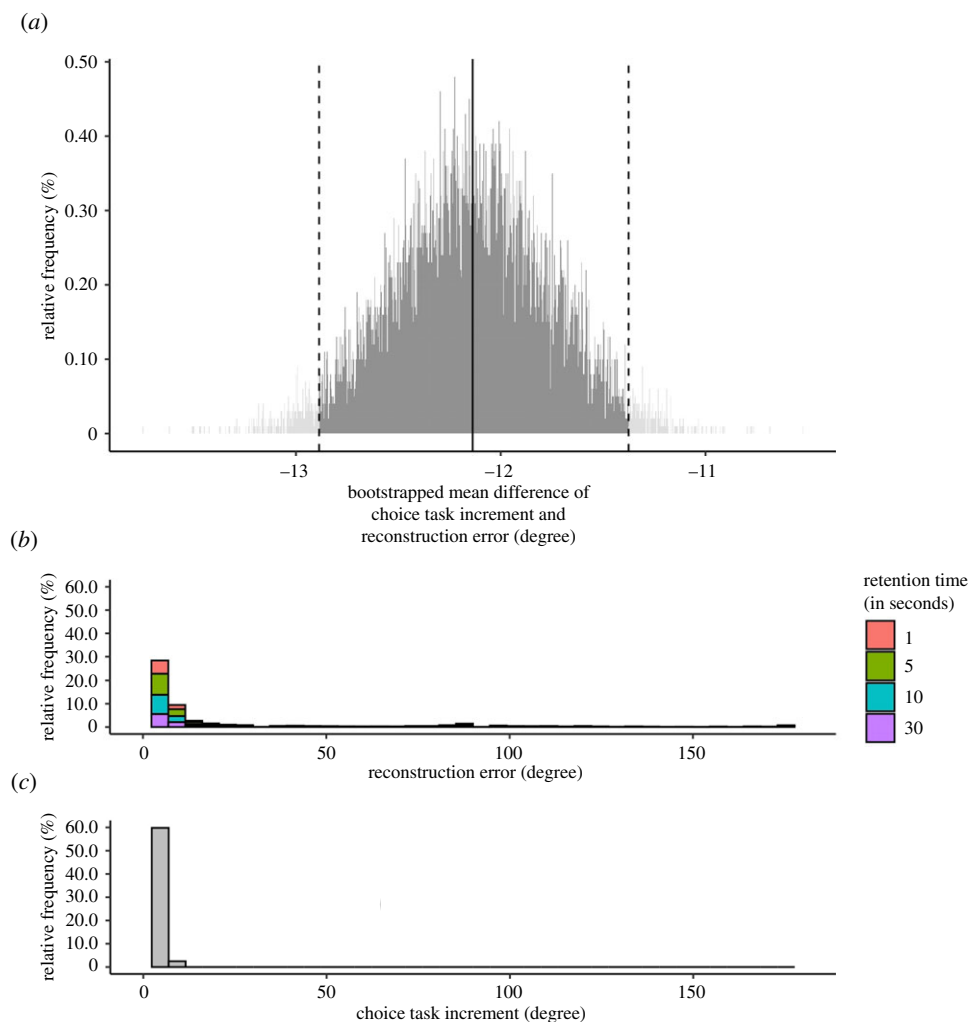 (a)
relative frequency (%)
0.50
0.40
0.30
0.20
0.10
0
–13
–12
–11
bootstrapped mean difference of
choice task increment and
reconstruction error (degree)
(b)
relative frequency (%)
60.0
50.0
40.0
30.0
20.0
10.0
0
0
50
100
150
reconstruction error (degree)
retention time
(in seconds)
1
5
10
30
(c)
relative frequency (%)
60.0
50.0
40.0
30.0
20.0
10.0
0
0
50
100
150
choice task increment (degree)